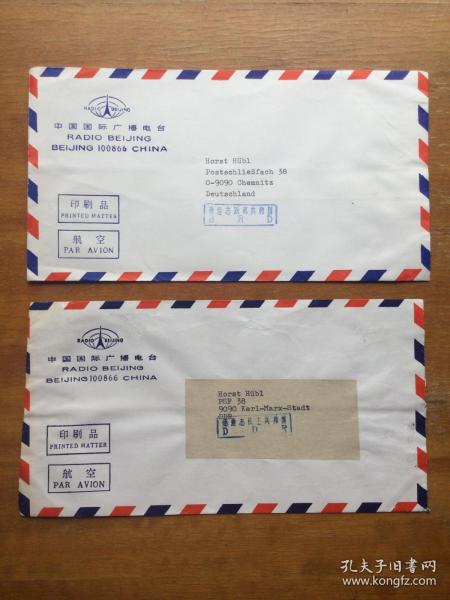 RADIO BEIJING
中国国际广播电台
RADIO BEIJING
BEIJING 100866 CHINA
印刷品
PRINTED MATTER
航空
PAR AVION
Horst Hübl
Postschließfach 38
O-9090 Chemnitz
Deutschland
RADIO BEIJING
中国国际广播电台
RADIO BEIJING
BEIJING 100866 CHINA
印刷品
PRINTED MATTER
航空
PAR AVION
Horst Hübl
PSF 38
9090 Karl-Marx-Stadt
DDR
D D R
孔夫子旧书网
www.kongfz.com